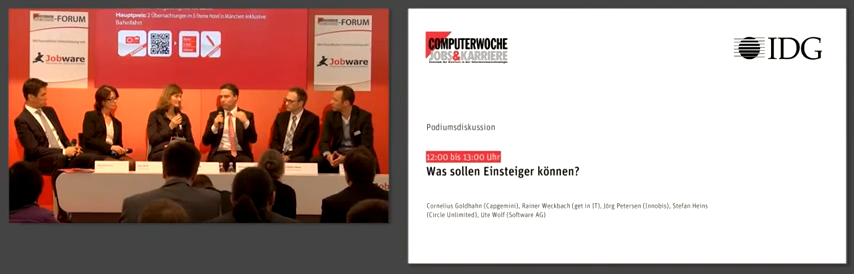 Hauptpreis: 2 Übernachtungen in 5-Sterne Hotel in München inklusive
Bahnfahrt
-FORUM
Jobware
-FORUM
Jobware
COMPUTERWOCHE
JOBS&KARRIERE
IDG
Podiumsdiskussion
12:00 bis 13:00 Uhr
Was sollen Einsteiger können?
Cornelius Goldhahn (Capgemini), Rainer Weckbach (get in IT), Jörg Petersen (Innobis), Stefan Heins
(Circle Unlimited), Ute Wolf (Software AG)